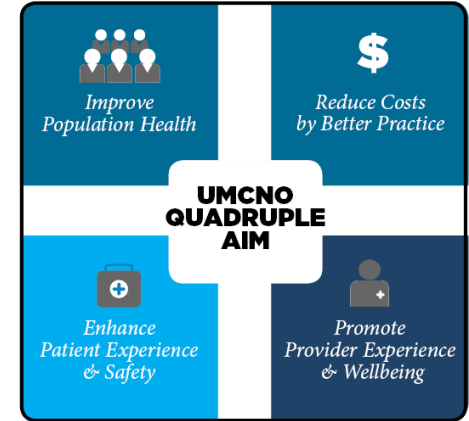 $
Improve
Population Health
Reduce Costs
by Better Practice
UMCNO
QUADRUPLE
AIM
Enhance
Patient Experience
& Safety
Promote
Provider Experience
& Wellbeing